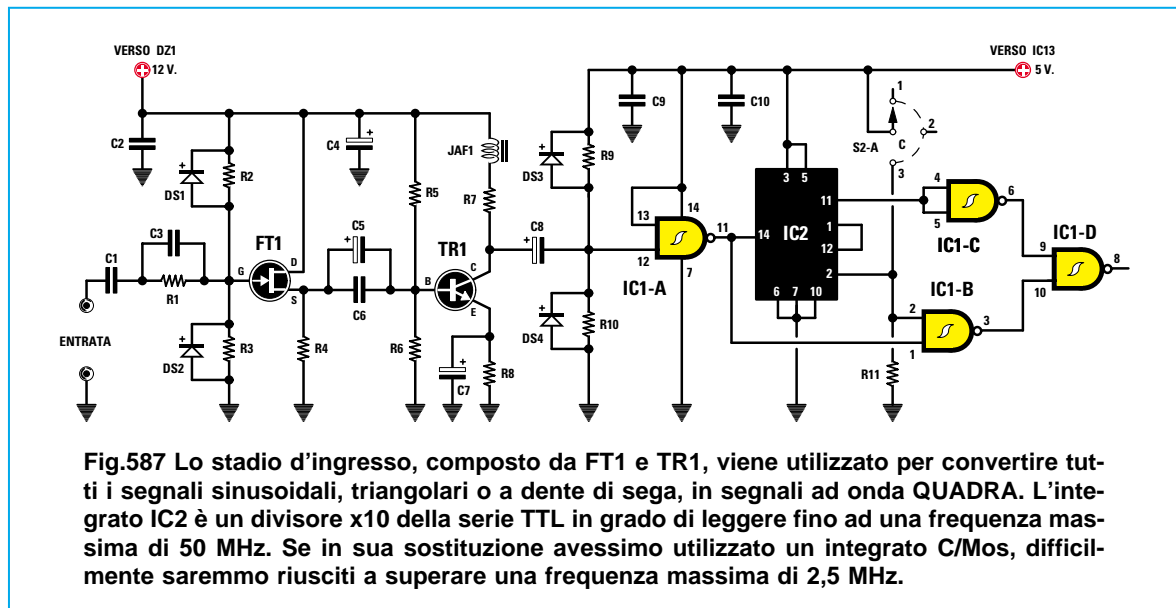 VERSO DZ1
12 V.
VERSO IC13
5 V.
C2
DS1
R2
C4
R5
JAF1
R7
DS3
R9
C9
C10
1
2
3
S2-A
C
C1
C3
R1
G
FT1
D
S
C5
C6
B
TR1
C
E
C8
13
12
14
7
11
IC1-A
14
3
5
IC2
11
1
12
2
6
7
10
4
5
6
IC1-C
IC1-D
9
10
8
2
1
3
IC1-B
ENTRATA
DS2
R3
R4
R6
C7
R8
DS4
R10
R11
Fig.587 Lo stadio d'ingresso, composto da FT1 e TR1, viene utilizzato per convertire tut-
ti i segnali sinusoidali, triangolari o a dente di sega, in segnali ad onda QUADRA. L'inte-
grato IC2 è un divisore x10 della serie TTL in grado di leggere fino ad una frequenza mas-
sima di 50 MHz. Se in sua sostituzione avessimo utilizzato un integrato C/Mos, difficil-
mente saremmo riusciti a superare una frequenza massima di 2,5 MHz.